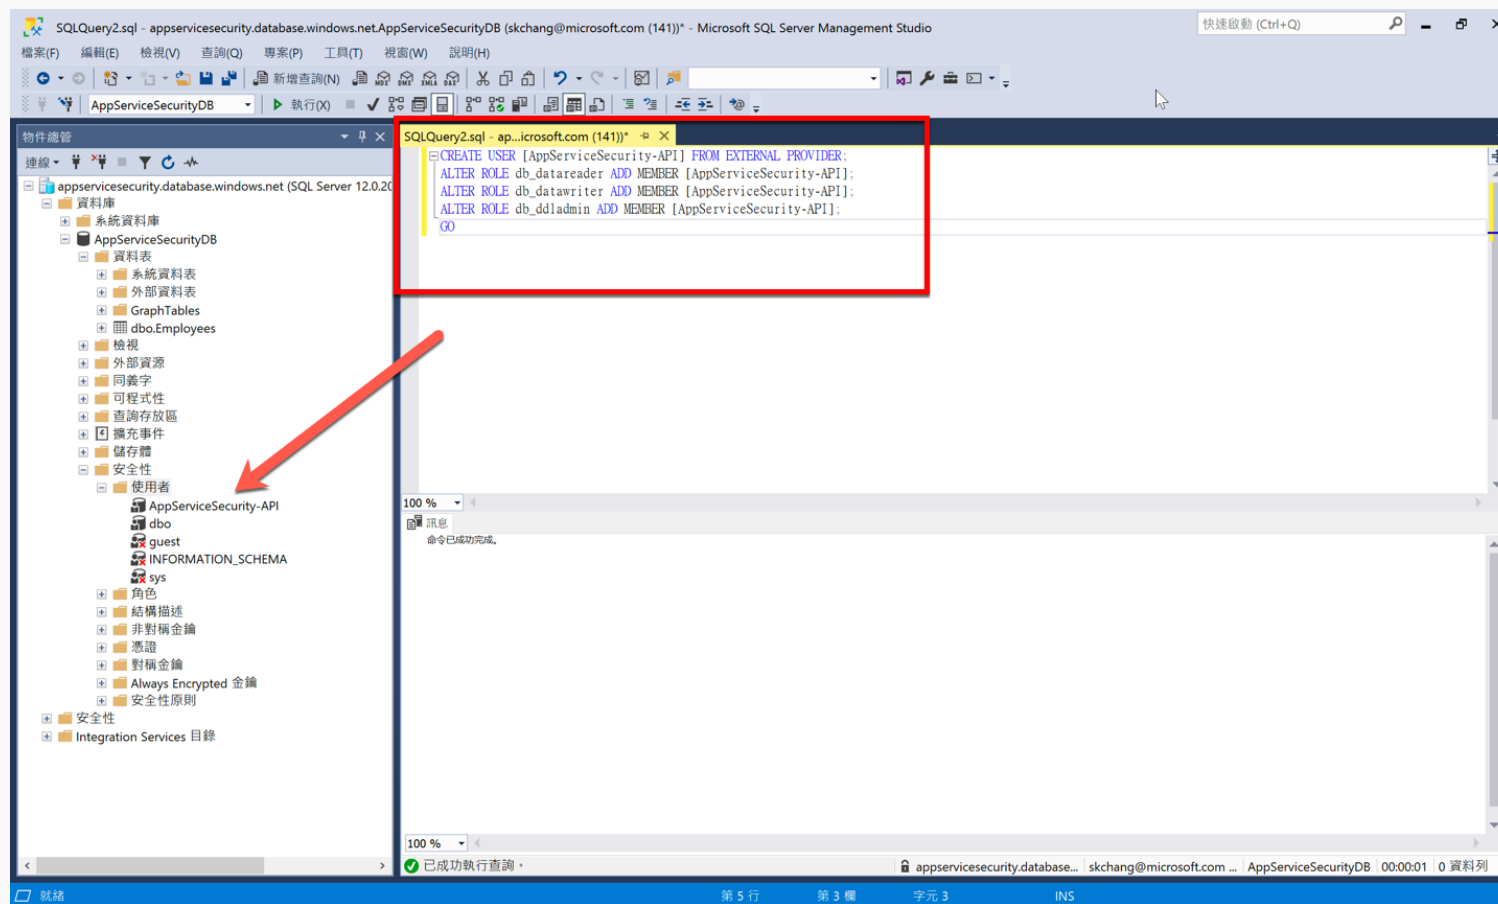 SQLQuery2.sql - appservicesecurity.database.windows.net.AppServiceSecurityDB (skchang@microsoft.com (141))* - Microsoft SQL Server Management Studio
快速啟動 (Ctrl+Q)
檔案(F) 編輯(E) 檢視(V) 查詢(Q) 專案(P) 工具(T) 視窗(W) 說明(H)
新增查詢(N)
AppServiceSecurityDB 執行(X)
物件總管
連線
appservicesecurity.database.windows.net (SQL Server 12.0.20
資料庫
系統資料庫
AppServiceSecurityDB
資料表
系統資料表
外部資料表
GraphTables
dbo.Employees
檢視
外部資源
同義字
可程式性
查詢存放區
擴充事件
儲存體
安全性
使用者
AppServiceSecurity-API
dbo
guest
INFORMATION_SCHEMA
sys
角色
結構描述
非對稱金鑰
憑證
對稱金鑰
Always Encrypted 金鑰
安全性原則
安全性
Integration Services 目錄
SQLQuery2.sql - ap...icrosoft.com (141))*
CREATE USER [AppServiceSecurity-API] FROM EXTERNAL PROVIDER;
ALTER ROLE db_datareader ADD MEMBER [AppServiceSecurity-API];
ALTER ROLE db_datawriter ADD MEMBER [AppServiceSecurity-API];
ALTER ROLE db_ddladmin ADD MEMBER [AppServiceSecurity-API];
GO
100 %
訊息
命令已成功完成。
100 %
已成功執行查詢。 appservicesecurity.database... skchang@microsoft.com ... AppServiceSecurityDB 00:00:01 0 資料列
就緒 第 5 行 第 3 欄 字元 3 INS